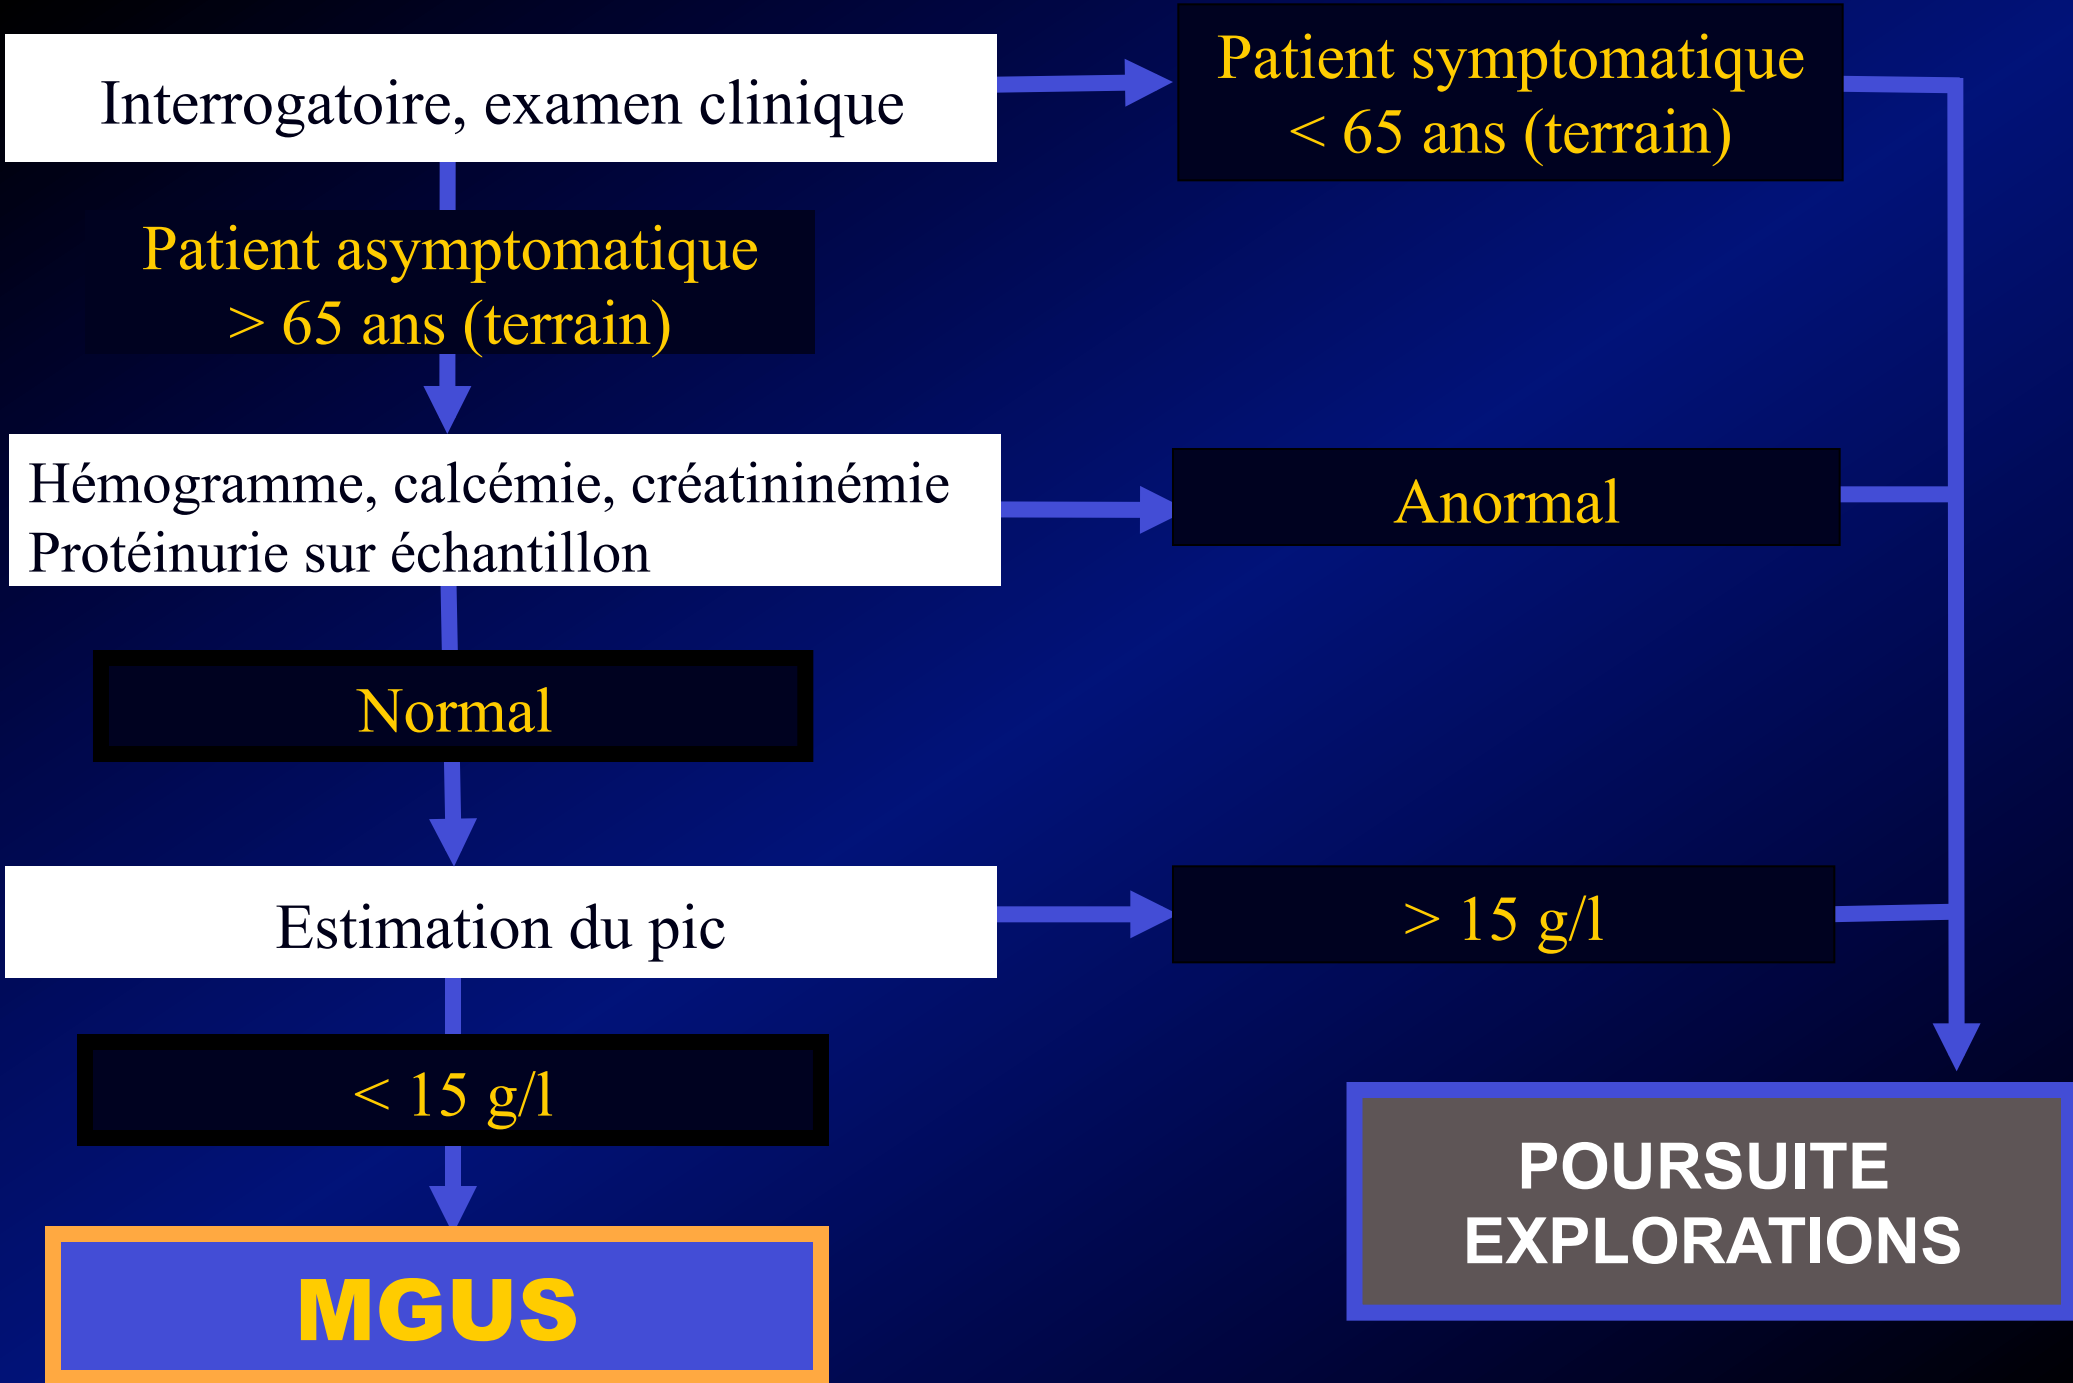 Interrogatoire, examen clinique
Patient symptomatique
< 65 ans (terrain)
Patient asymptomatique
> 65 ans (terrain)
Hémogramme, calcémie, créatininémie
Protéinurie sur échantillon
Anormal
Normal
Estimation du pic
> 15 g/l
< 15 g/l
POURSUITE
EXPLORATIONS
MGUS